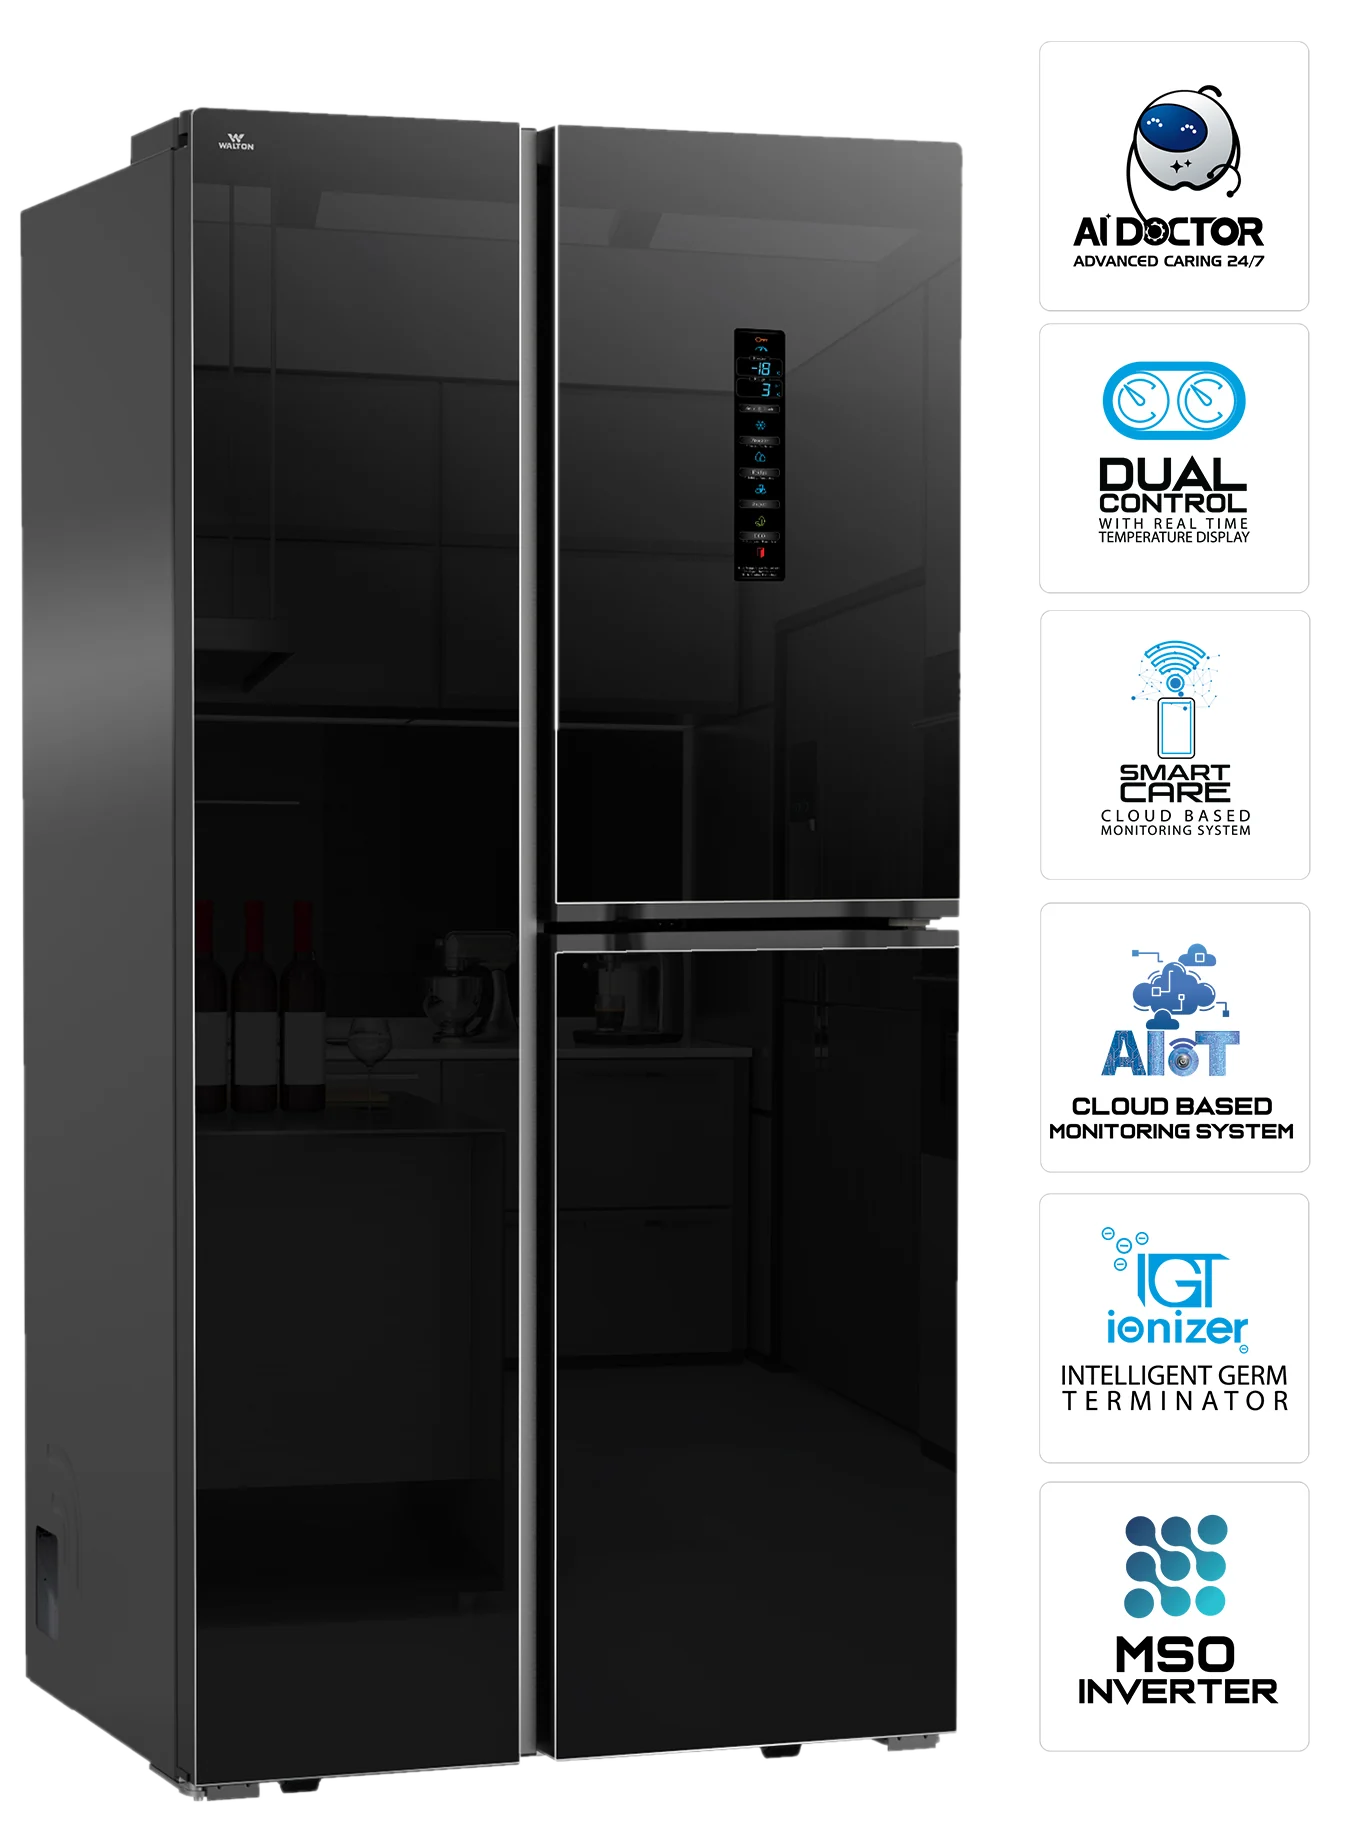 WALTON
-18
3
AI DOCTOR
ADVANCED CARING 24/7
DUAL
CONTROL
WITH REAL TIME
TEMPERATURE DISPLAY
SMART
CARE
CLOUD BASED
MONITORING SYSTEM
AIoT
CLOUD BASED
MONITORING SYSTEM
IGT
ionizer
INTELLIGENT GERM
TERMINATOR
MSO
INVERTER